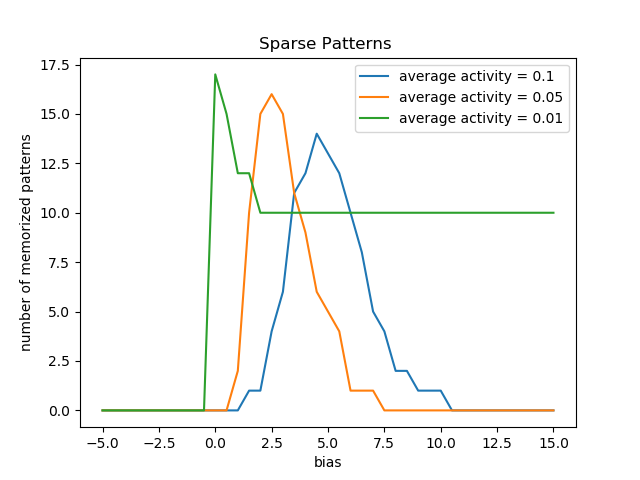 Sparse Patterns
average activity = 0.1
average activity = 0.05
average activity = 0.01
number of memorized patterns
17.5
15.0
12.5
10.0
7.5
5.0
2.5
0.0
−5.0 −2.5 0.0 2.5 5.0 7.5 10.0 12.5 15.0
bias